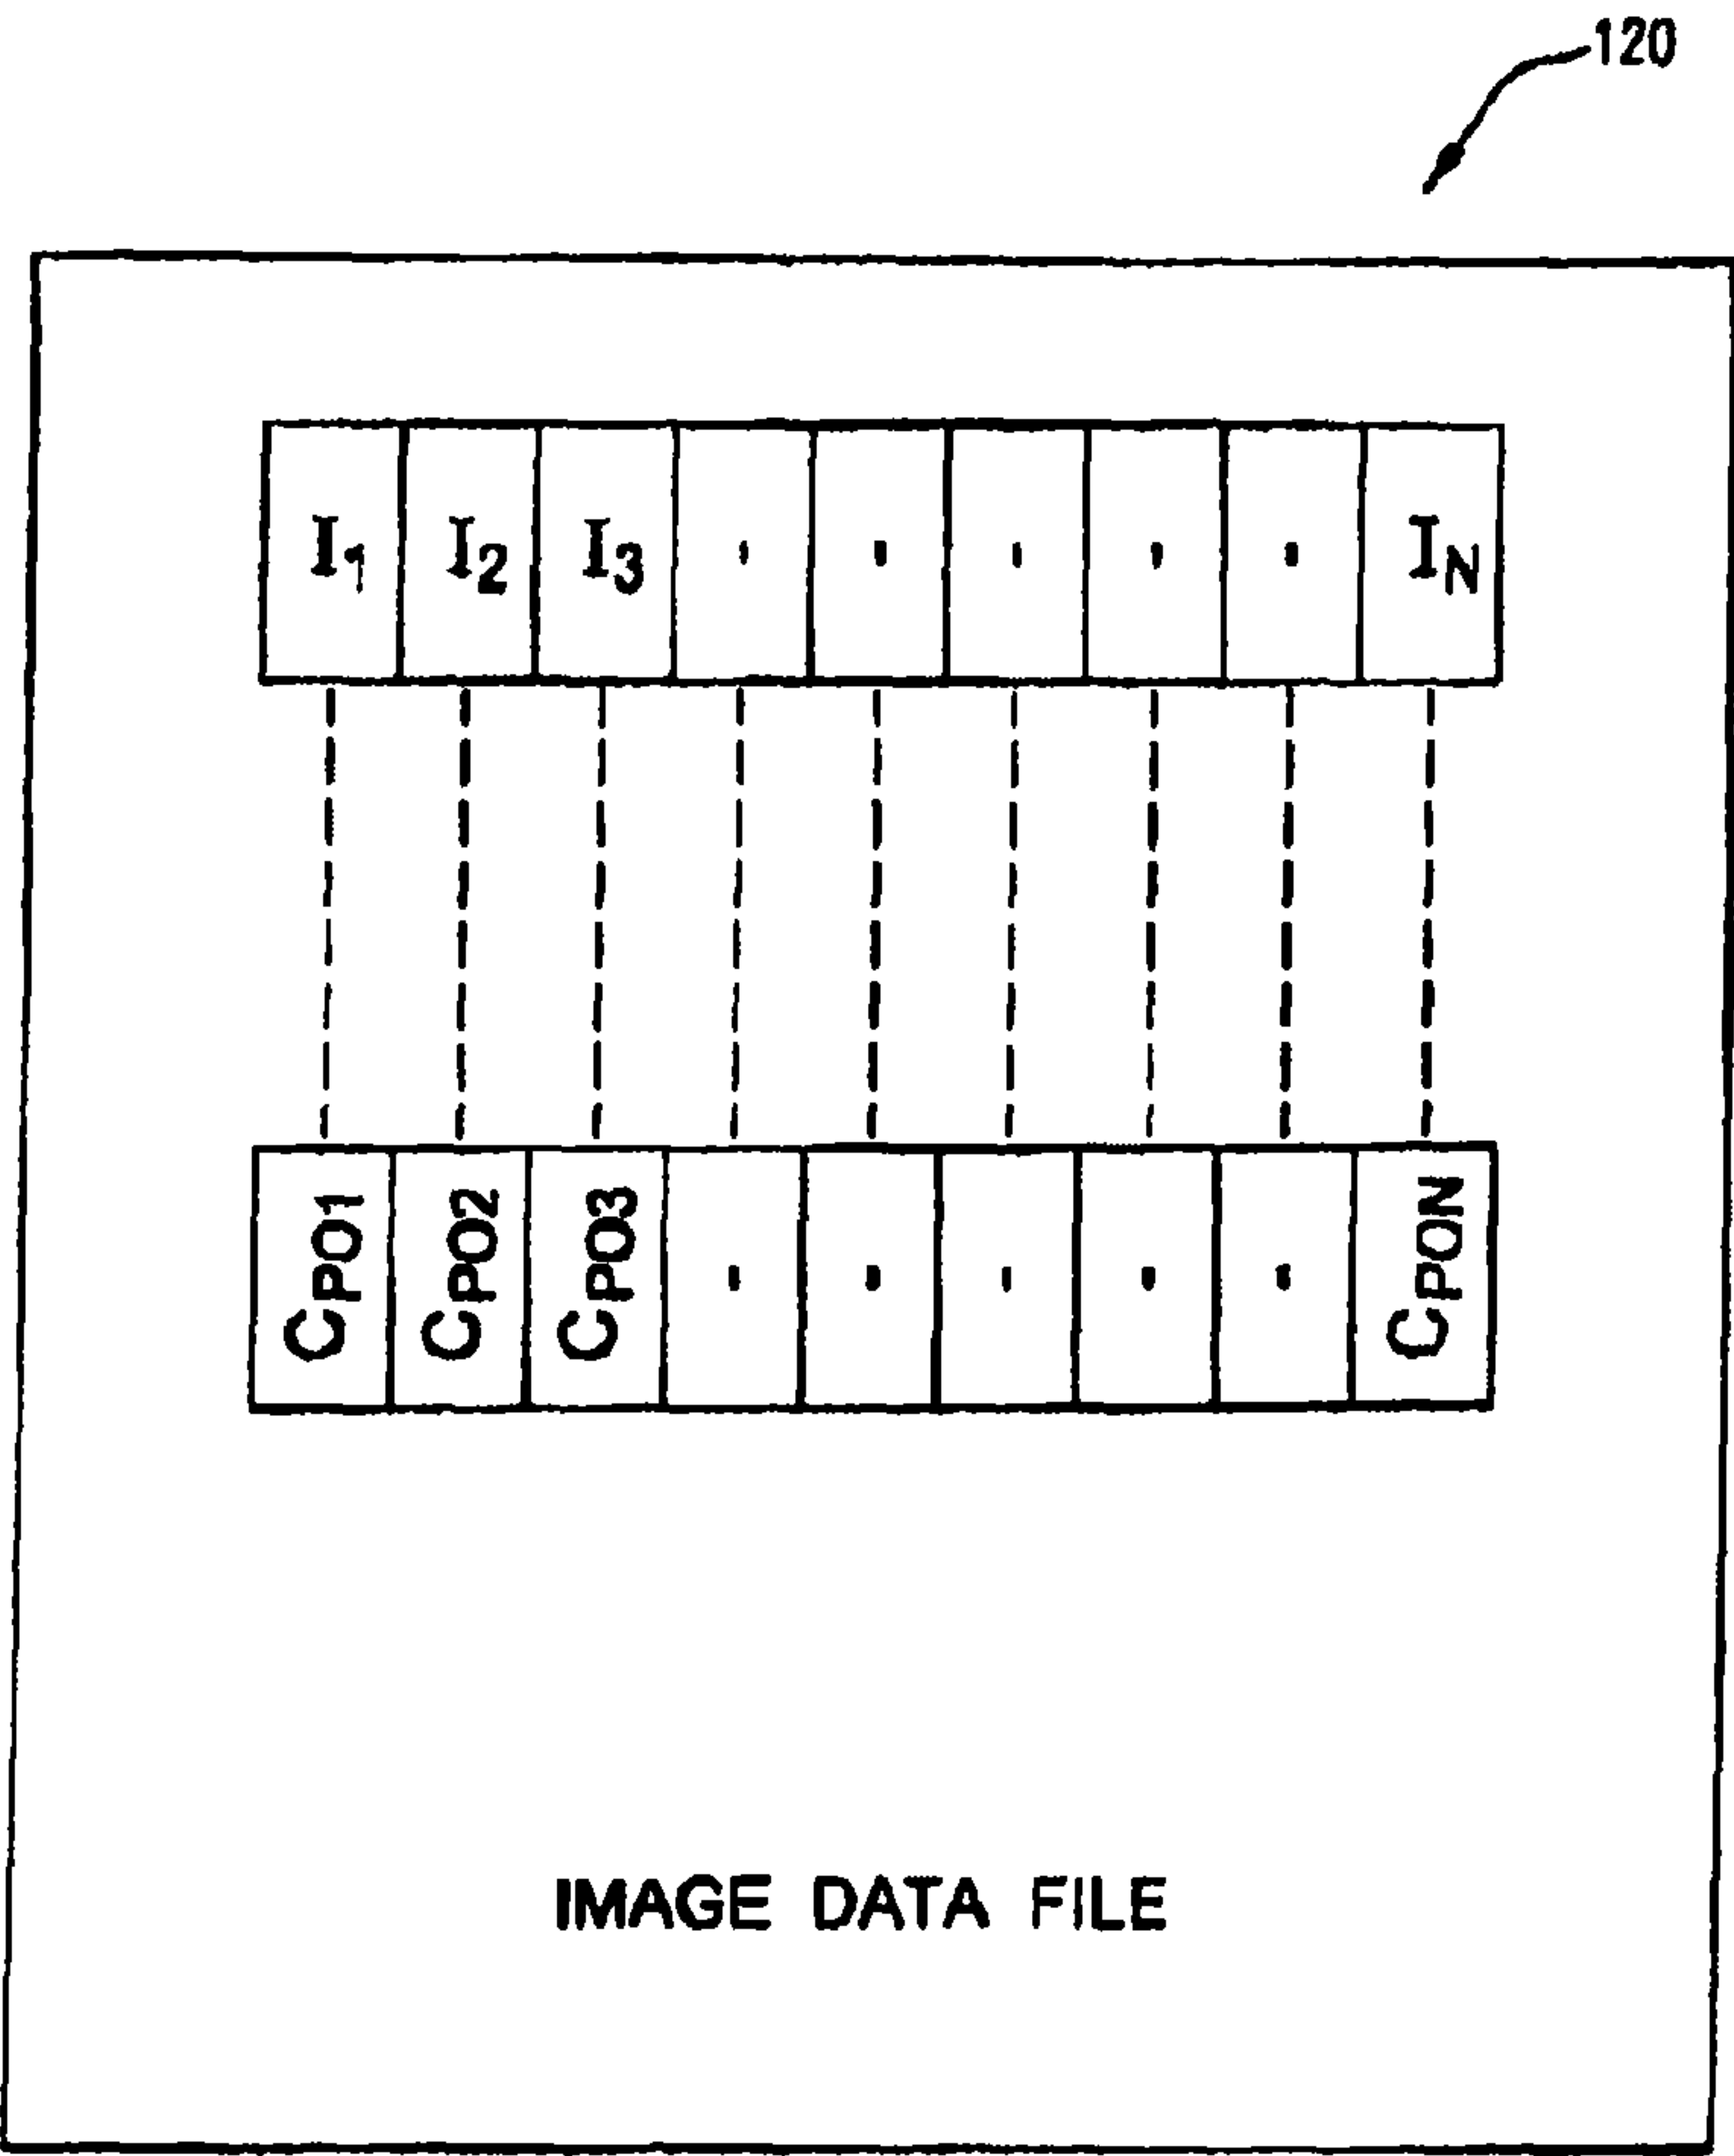 120
I1 I2 I3 . . . . . IN
CPO1 CPO2 CPO3 . . . . . CPON
IMAGE DATA FILE